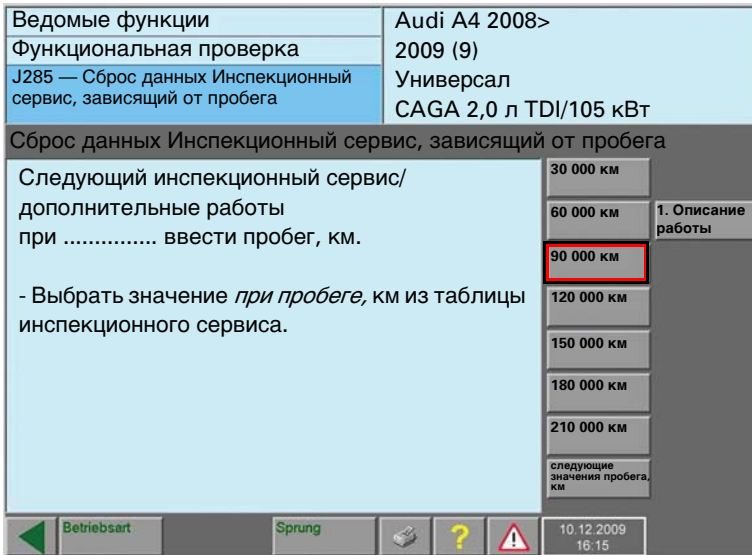 Ведомые функции
Функциональная проверка
J285 — Сброс данных Инспекционный
сервис, зависящий от пробега
Audi A4 2008>
2009 (9)
Универсал
CAGA 2,0 л TDI/105 кВт
Сброс данных Инспекционный сервис, зависящий от пробега
Следующий инспекционный сервис/
дополнительные работы
при ............... ввести пробег, км.
- Выбрать значение при пробеге, км из таблицы
инспекционного сервиса.
30 000 км
60 000 км
90 000 км
120 000 км
150 000 км
180 000 км
210 000 км
следующие
значения пробега,
км
1. Описание
работы
Betriebsart
Sprung
?
10.12.2009
16:15